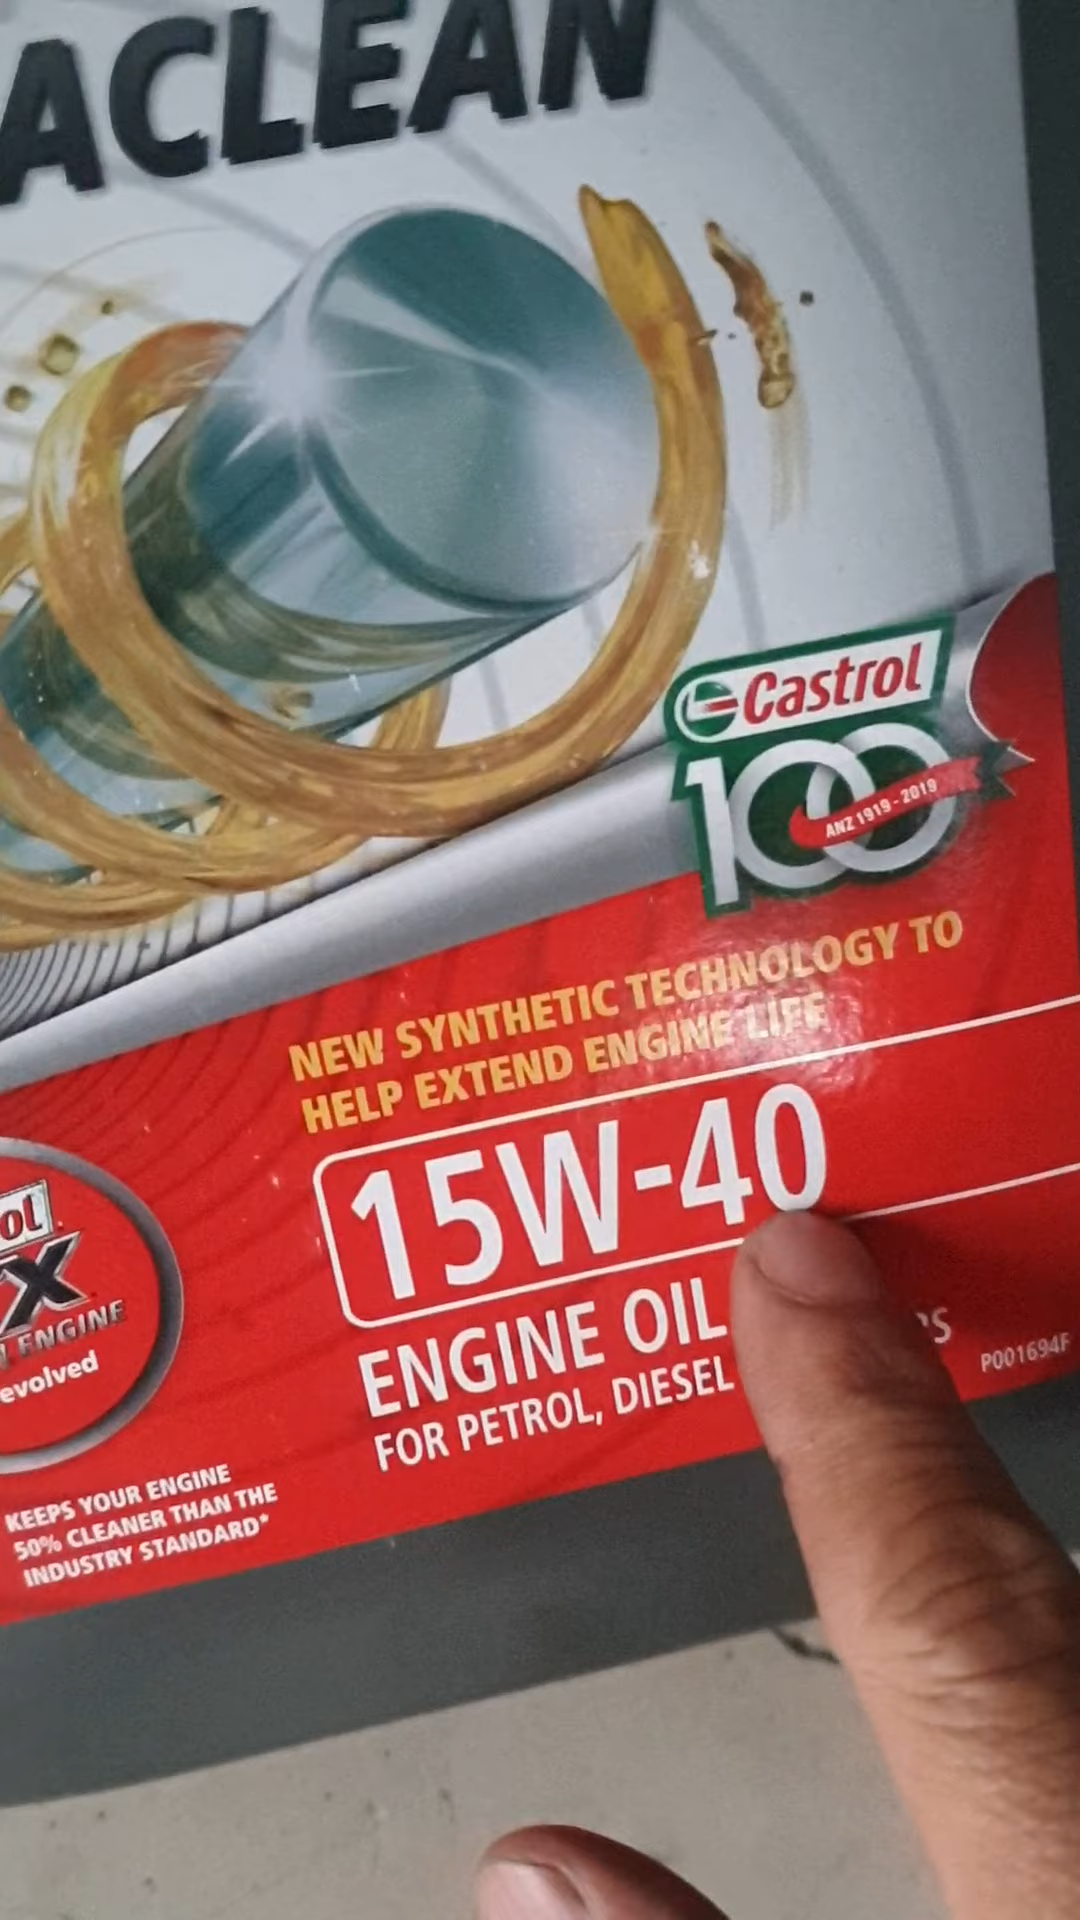 ACLEAN
Castrol
100
ANZ 1919 - 2019
NEW SYNTHETIC TECHNOLOGY TO
HELP EXTEND ENGINE LIFE
15W-40
ENGINE OIL
FOR PETROL, DIESEL
P001694F
ENGINE
evolved
KEEPS YOUR ENGINE
50% CLEANER THAN THE
INDUSTRY STANDARD*